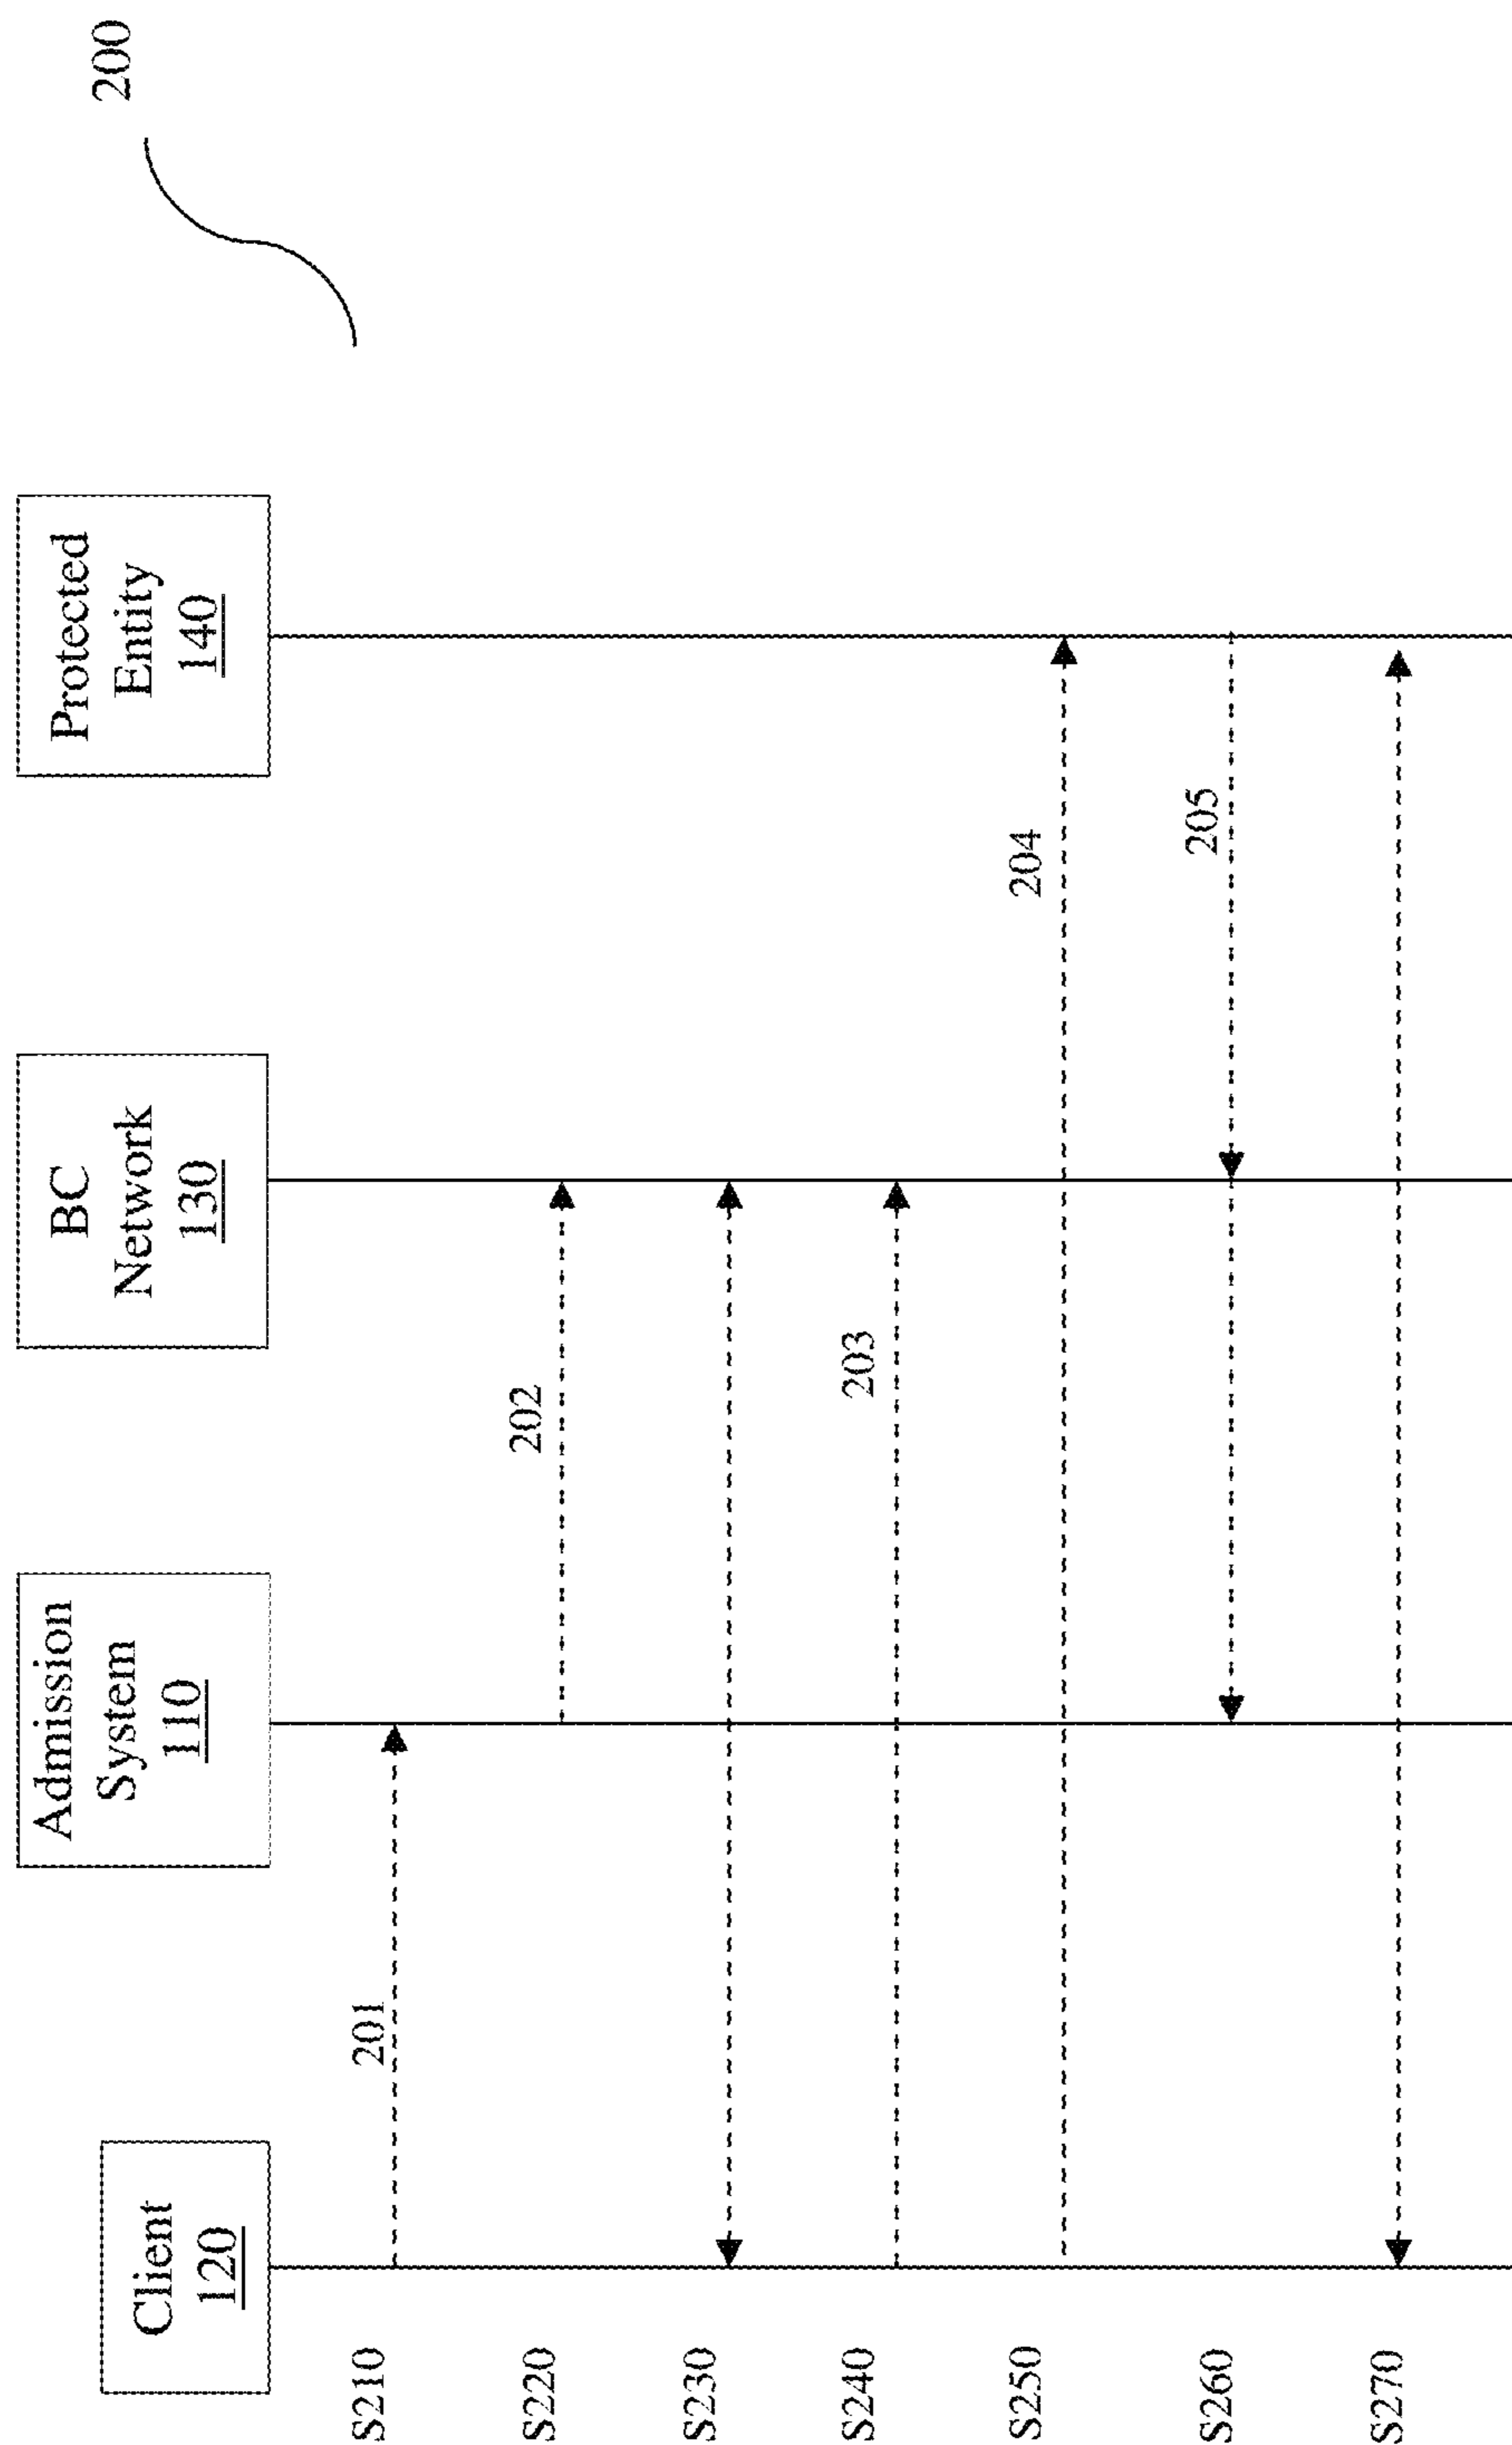 200
Client
120
Admission
System
110
BC
Network
130
Protected
Entity
140
S210
201
S220
202
S230
S240
203
S250
204
S260
205
S270